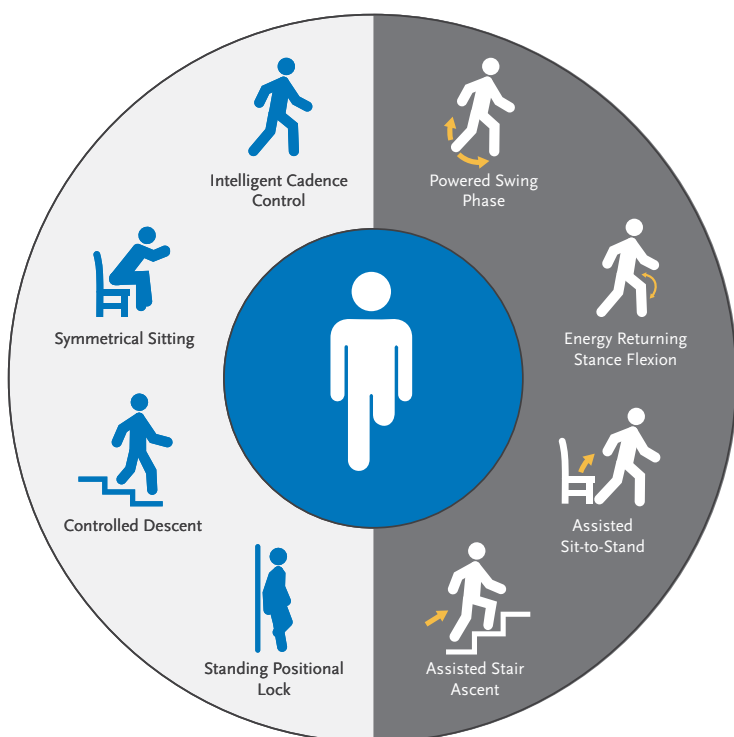 Intelligent Cadence
Control
Powered Swing
Phase
Symmetrical Sitting
Energy Returning
Stance Flexion
Controlled Descent
Assisted
Sit-to-Stand
Standing Positional
Lock
Assisted Stair
Ascent